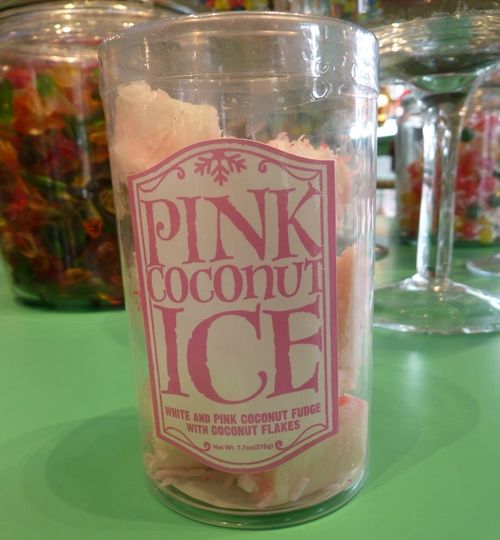 PINK
COCONUT
ICE
WHITE AND PINK COCONUT FUDGE
WITH COCONUT FLAKES
Net Wt. 7.7oz(218g)